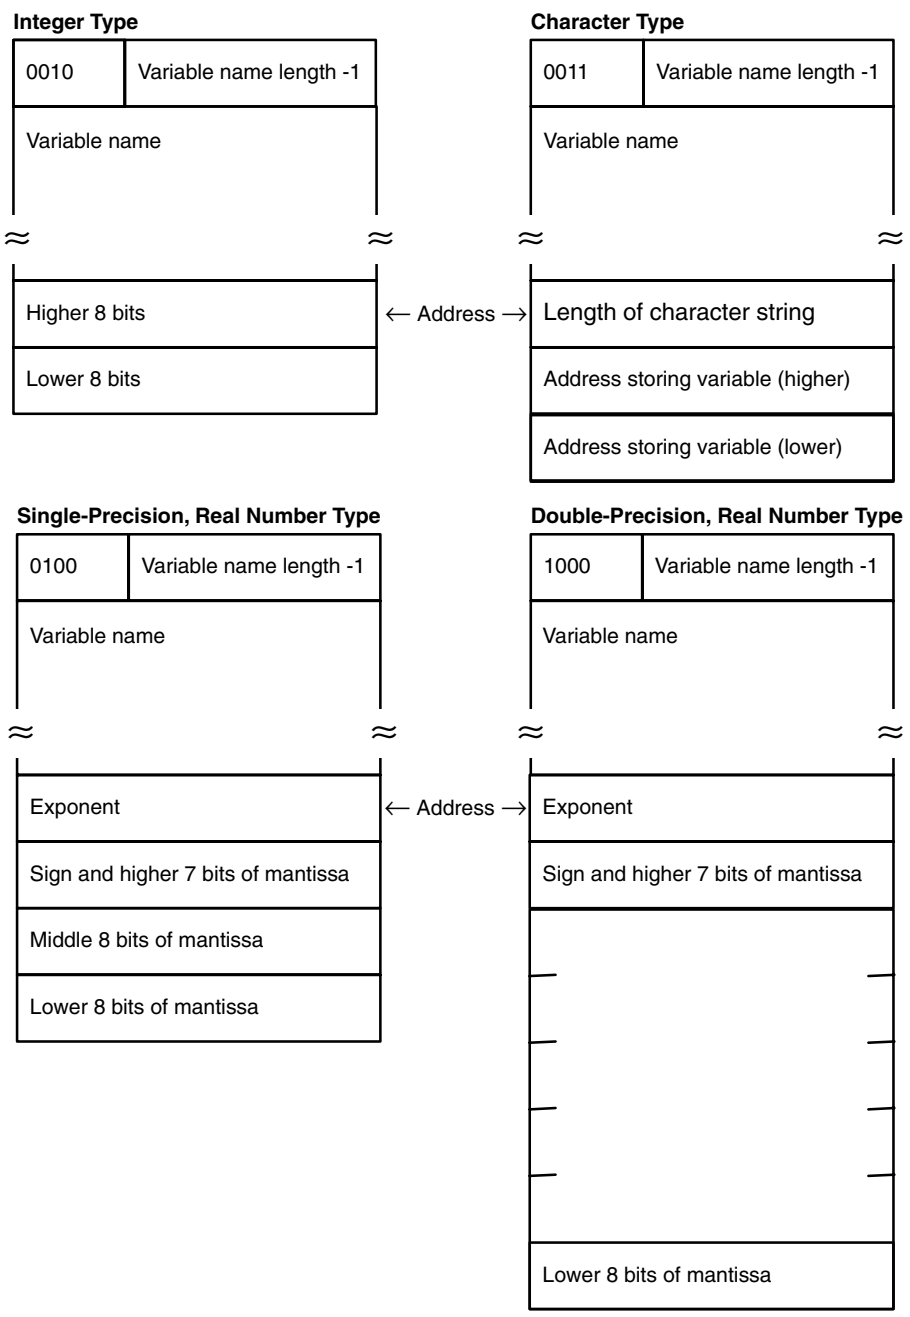 Integer Type
0010 Variable name length -1
Variable name
Higher 8 bits
Lower 8 bits
← Address →
Character Type
0011 Variable name length -1
Variable name
Length of character string
Address storing variable (higher)
Address storing variable (lower)
Single-Precision, Real Number Type
0100 Variable name length -1
Variable name
Exponent
Sign and higher 7 bits of mantissa
Middle 8 bits of mantissa
Lower 8 bits of mantissa
← Address →
Double-Precision, Real Number Type
1000 Variable name length -1
Variable name
Exponent
Sign and higher 7 bits of mantissa
Lower 8 bits of mantissa